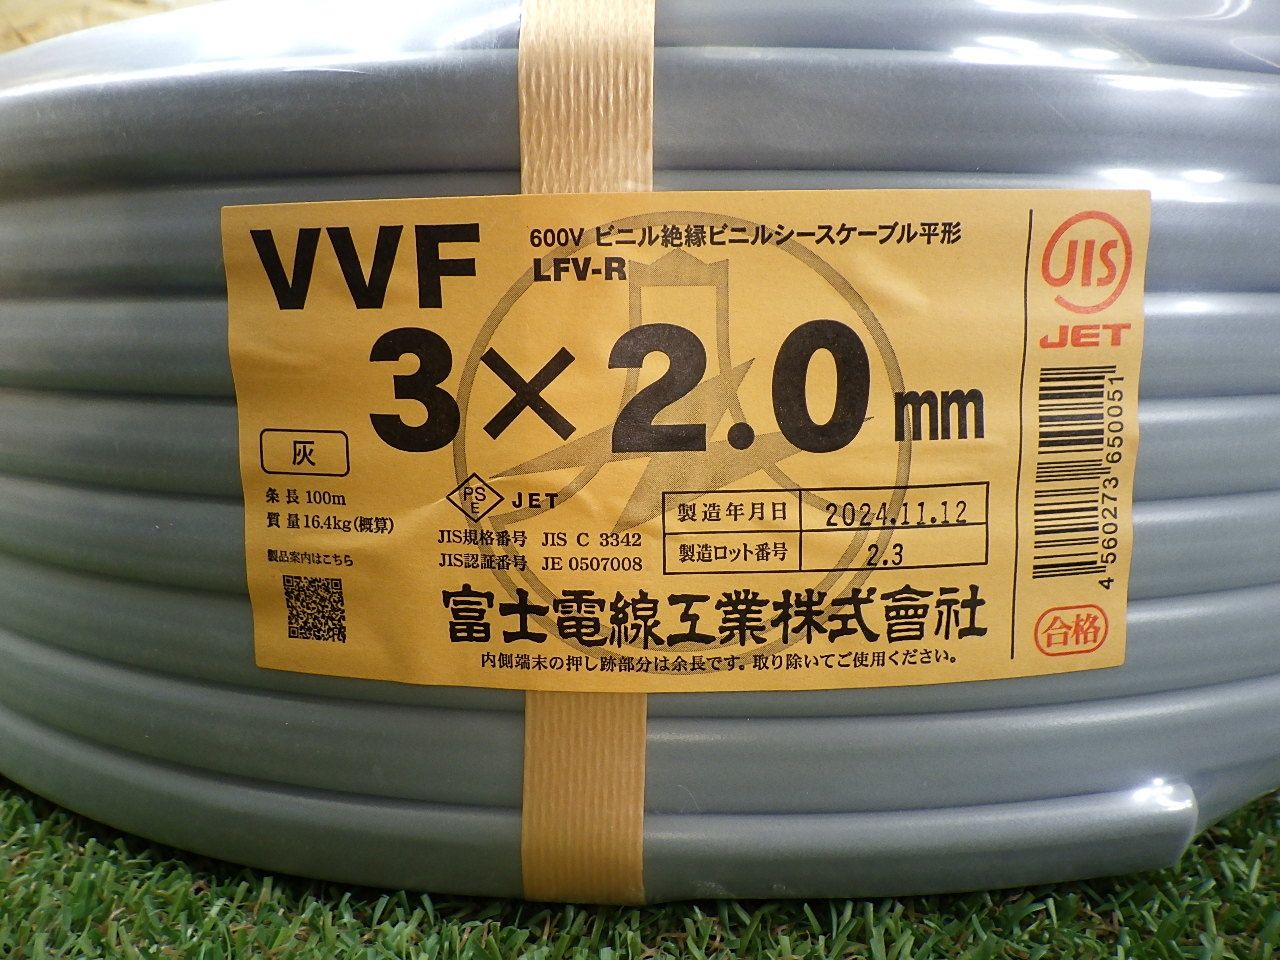 VVF
600V ビニル絶縁ビニルシースケーブル平形
LFV-R
3×2.0mm
灰
条長 100m
質量16.4kg(概算)
製品案内はこちら
PS
E
JET
JIS規格番号 JIS C 3342
JIS認証番号 JE 0507008
製造年月日 2024.11.12
製造ロット番号 2.3
富士電線工業株式會社
内側端末の押し跡部分は余長です。取り除いてご使用ください。
JIS
JET
4560273650051
合格